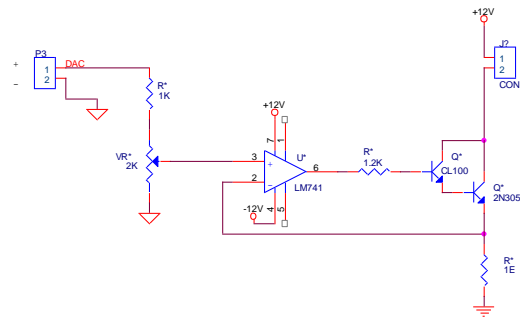 +12V
J?
1
2
CON
P3
DAC
+
1
2
−
R*
1K
+12V
7
1
U*
VR*
2K
3
+
2
−
6
LM741
R*
1.2K
Q*
CL100
Q*
2N305
-12V
4
5
R*
1E